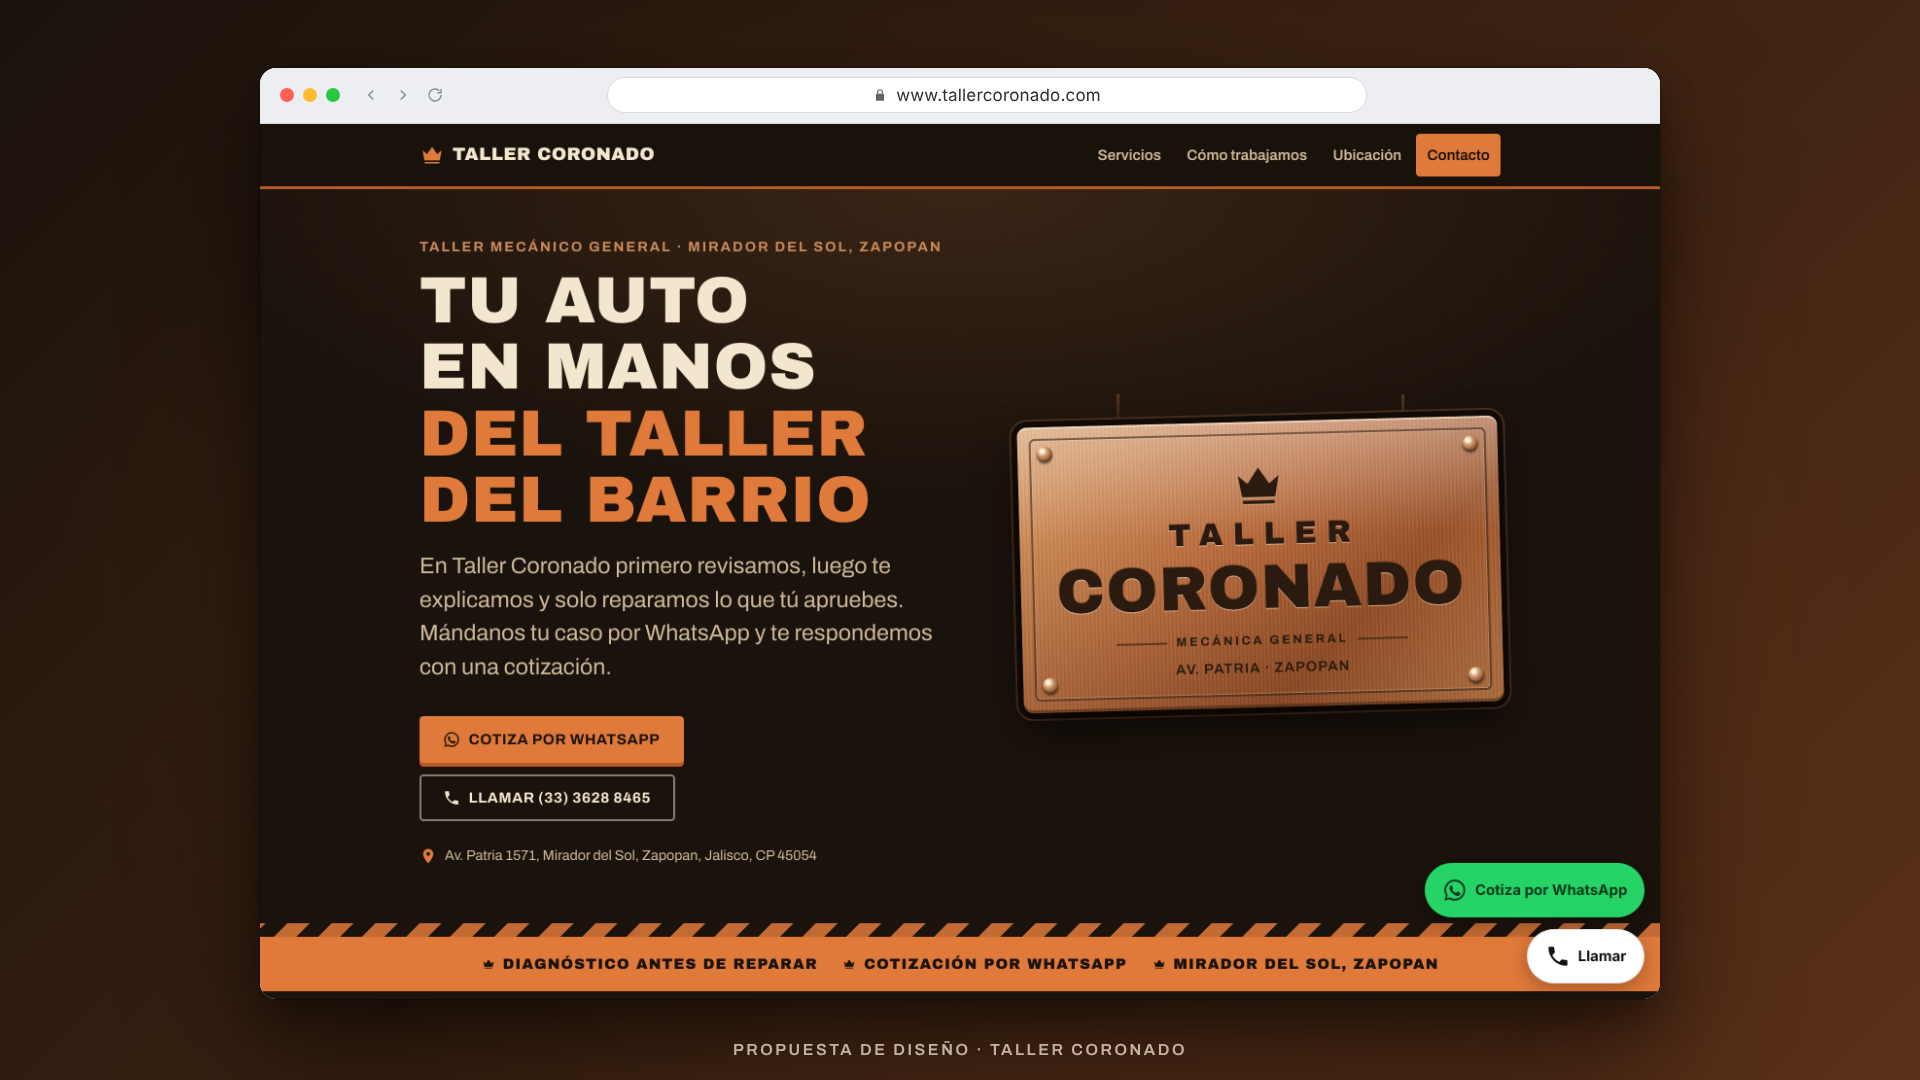 www.tallercoronado.com
TALLER CORONADO
Servicios
Cómo trabajamos
Ubicación
Contacto
TALLER MECÁNICO GENERAL · MIRADOR DEL SOL, ZAPOPAN
TU AUTO
EN MANOS
DEL TALLER
DEL BARRIO
En Taller Coronado primero revisamos, luego te
explicamos y solo reparamos lo que tú apruebes.
Mándanos tu caso por WhatsApp y te respondemos
con una cotización.
COTIZA POR WHATSAPP
LLAMAR (33) 3628 8465
Av. Patria 1571, Mirador del Sol, Zapopan, Jalisco, CP 45054
TALLER
CORONADO
MECÁNICA GENERAL
AV. PATRIA · ZAPOPAN
Cotiza por WhatsApp
Llamar
DIAGNÓSTICO ANTES DE REPARAR
COTIZACIÓN POR WHATSAPP
MIRADOR DEL SOL, ZAPOPAN
PROPUESTA DE DISEÑO · TALLER CORONADO